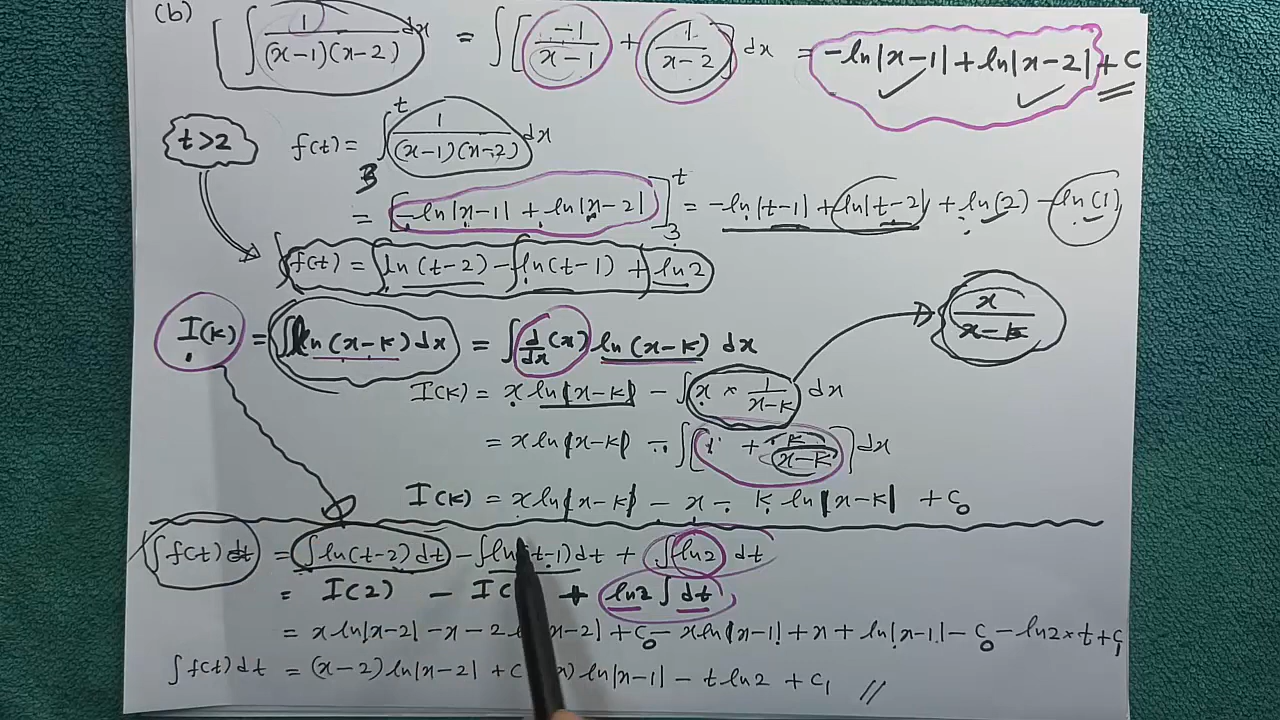 (b) [ ∫ 1/((x-1)(x-2)) dx = ∫ [ -1/(x-1) + 1/(x-2) ] dx = -ln|x-1| + ln|x-2| + C
t>2 f(t) = ∫₃ᵗ 1/((x-1)(x-2)) dx
= [ -ln|x-1| + ln|x-2| ]₃ᵗ = -ln|t-1| + ln|t-2| + ln(2) - ln(1)
f(t) = ln(t-2) - ln(t-1) + ln2
I(K) = ∫ ln(x-K) dx = ∫ d/dx (x) ln(x-K) dx
x/(x-K)
I(K) = x ln|x-K| - ∫ x × 1/(x-K) dx
= x ln|x-K| - ∫ [ 1 + K/(x-K) ] dx
I(K) = x ln|x-K| - x - K ln|x-K| + C₀
∫ f(t) dt = ∫ ln(t-2) dt - ∫ ln(t-1) dt + ∫ ln2 dt
= I(2) - I( + ln2 ∫ dt
= x ln|x-2| - x - 2 |x-2| + C₀ - x ln|x-1| + x + ln|x-1| - C₀ - ln2 × t + C₁
∫ f(t) dt = (x-2) ln|x-2| + x) ln|x-1| - t ln2 + C₁ //